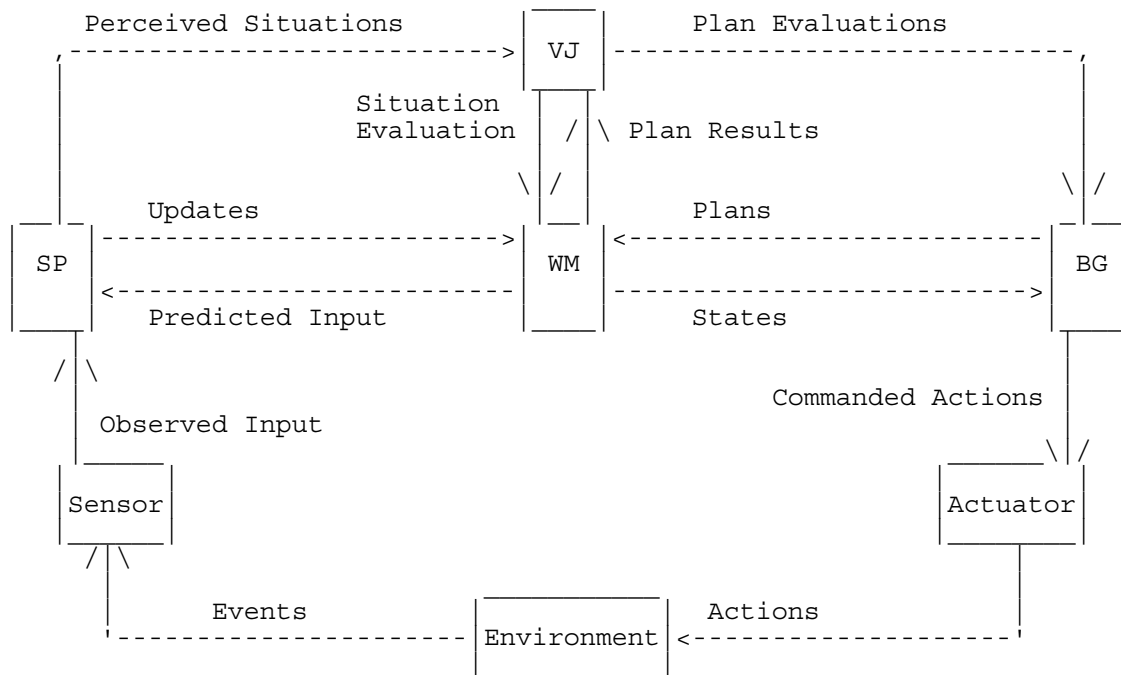 Perceived Situations
VJ
Plan Evaluations
Situation
Evaluation
Plan Results
Updates
Plans
SP
WM
BG
Predicted Input
States
Commanded Actions
Observed Input
Sensor
Actuator
Events
Environment
Actions